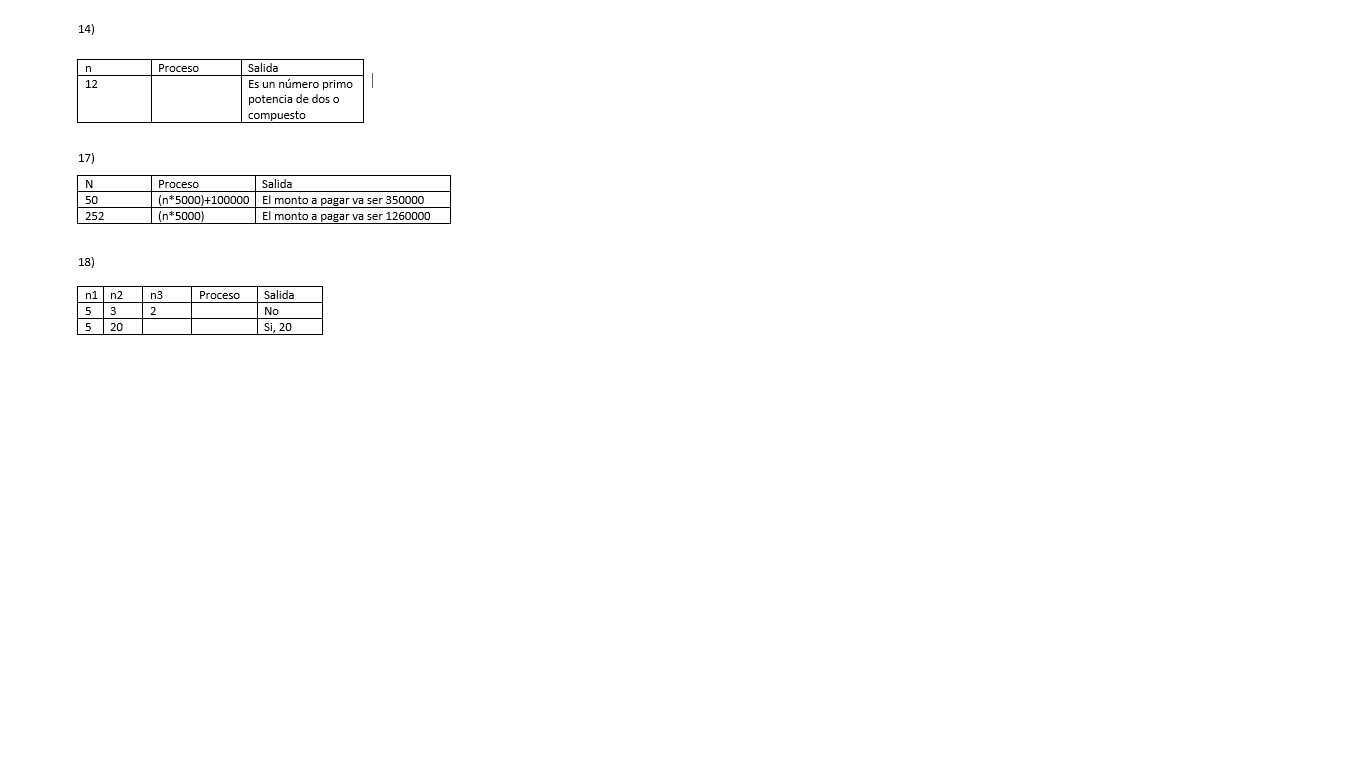 14)
n Proceso Salida
12 Es un número primo
potencia de dos o
compuesto
17)
N Proceso Salida
50 (n*5000)+100000 El monto a pagar va ser 350000
252 (n*5000) El monto a pagar va ser 1260000
18)
n1 n2 n3 Proceso Salida
5 3 2 No
5 20 Si, 20